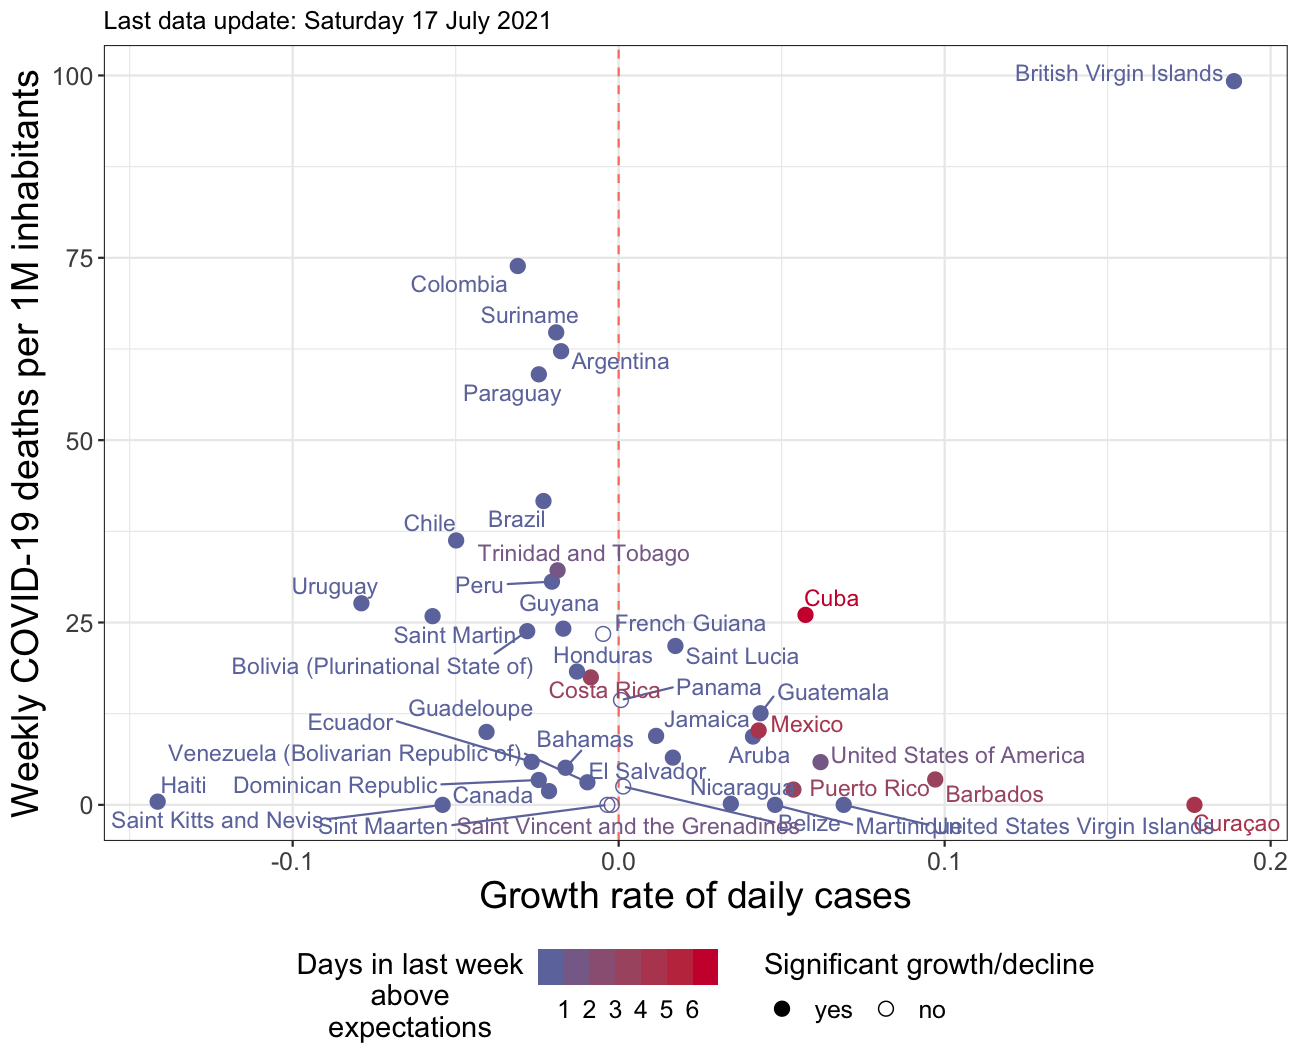 Last data update: Saturday 17 July 2021
Weekly COVID-19 deaths per 1M inhabitants
100
75
50
25
0
British Virgin Islands
Colombia
Suriname
Argentina
Paraguay
Brazil
Chile
Trinidad and Tobago
Peru
Uruguay
Guyana
Cuba
French Guiana
Saint Martin
Honduras
Saint Lucia
Bolivia (Plurinational State of)
Costa Rica
Panama
Guatemala
Guadeloupe
Ecuador
Jamaica
Mexico
Bahamas
Venezuela (Bolivarian Republic of)
Aruba
United States of America
El Salvador
Haiti
Dominican Republic
Canada
Nicaragua
Puerto Rico
Barbados
Saint Kitts and Nevis
Sint Maarten
Saint Vincent and the Grenadines
Belize
Martinique
United States Virgin Islands
Curaçao
-0.1
0.0
0.1
0.2
Growth rate of daily cases
Days in last week
above
expectations
1 2 3 4 5 6
Significant growth/decline
yes
no